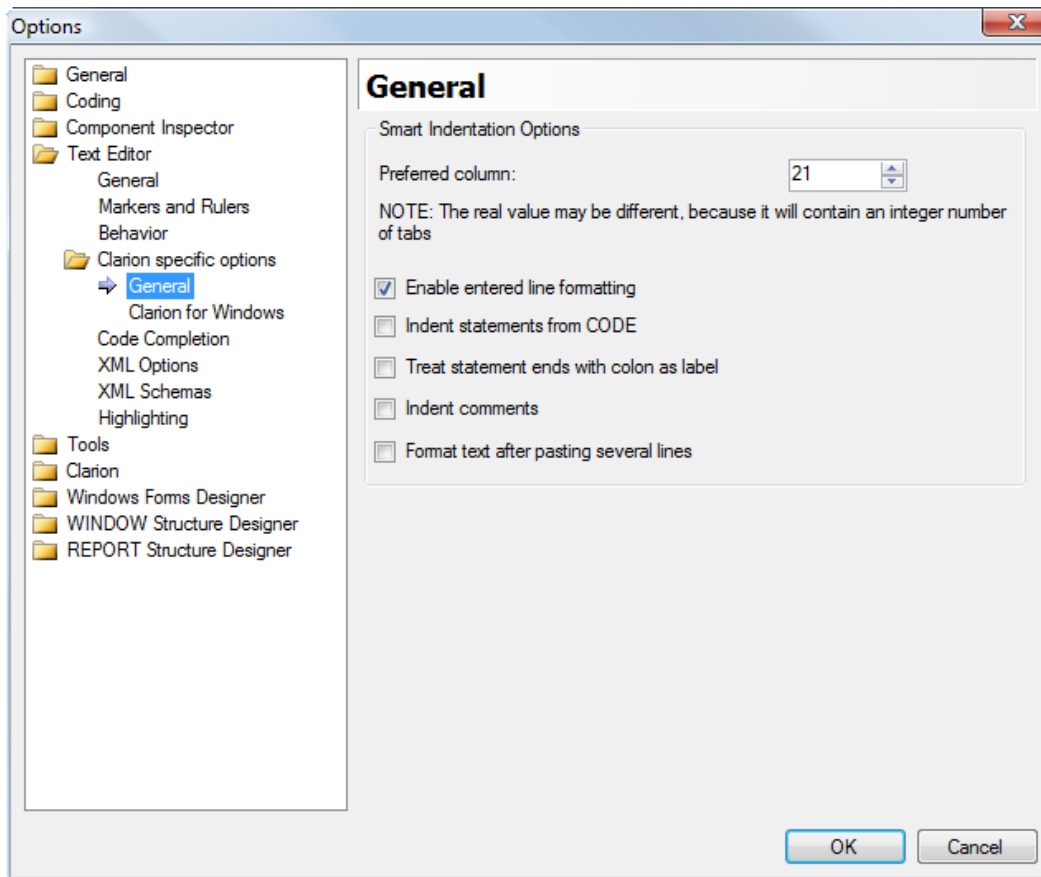 Options
General
Coding
Component Inspector
Text Editor
General
Markers and Rulers
Behavior
Clarion specific options
General
Clarion for Windows
Code Completion
XML Options
XML Schemas
Highlighting
Tools
Clarion
Windows Forms Designer
WINDOW Structure Designer
REPORT Structure Designer
General
Smart Indentation Options
Preferred column:
21
NOTE: The real value may be different, because it will contain an integer number
of tabs
Enable entered line formatting
Indent statements from CODE
Treat statement ends with colon as label
Indent comments
Format text after pasting several lines
OK
Cancel